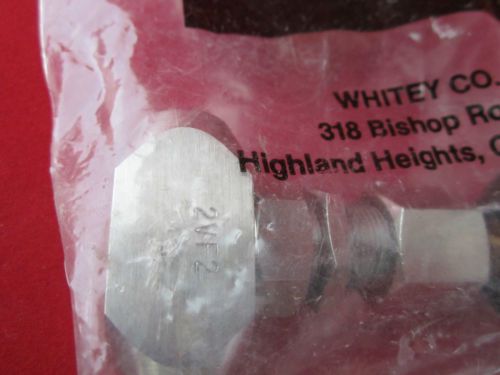 WHITEY CO.
318 Bishop Ro
Highland Heights, O
2VF2